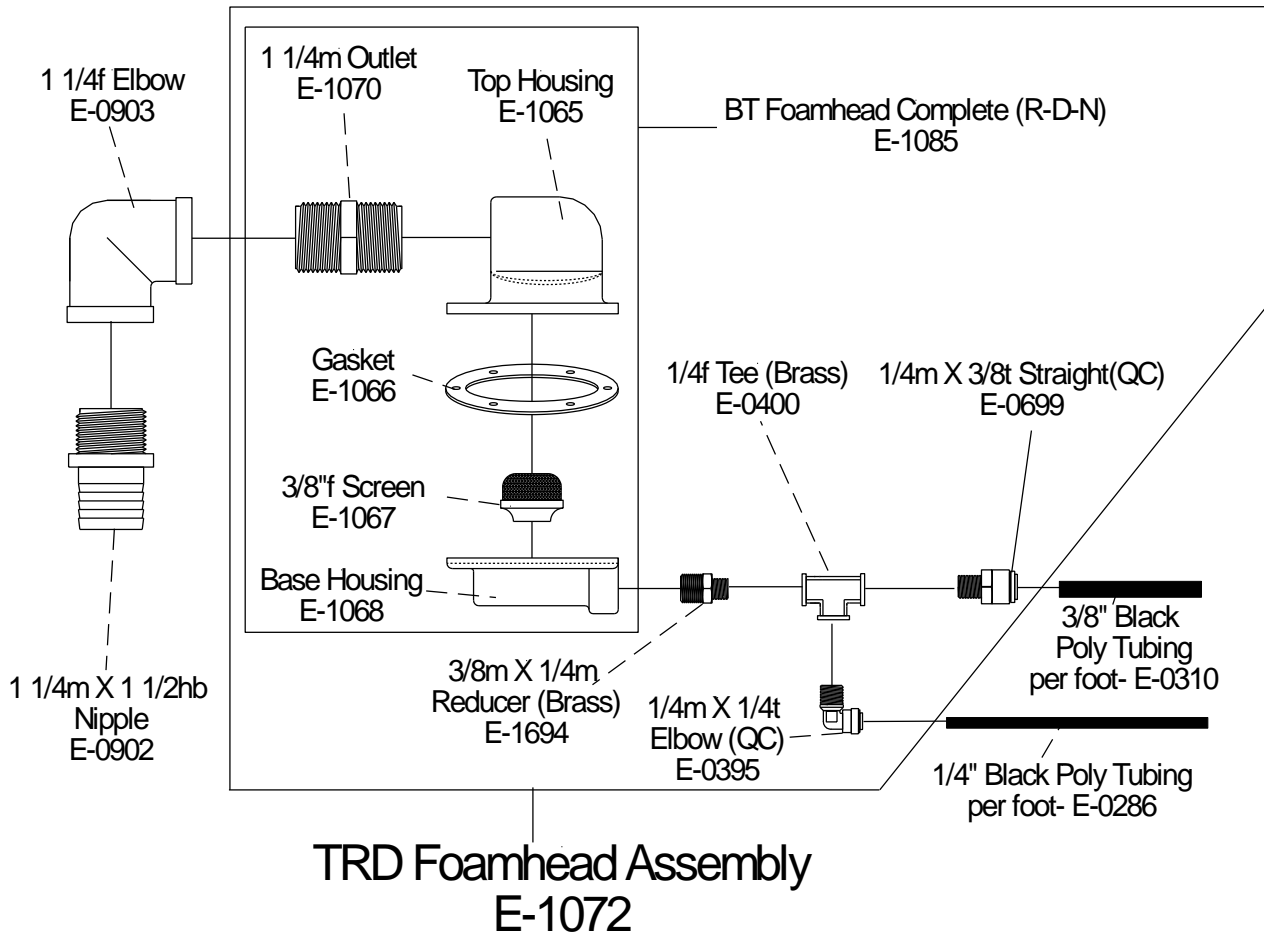 1 1/4f Elbow
E-0903
1 1/4m Outlet
E-1070
Top Housing
E-1065
BT Foamhead Complete (R-D-N)
E-1085
Gasket
E-1066
1/4f Tee (Brass)
E-0400
1/4m X 3/8t Straight(QC)
E-0699
3/8"f Screen
E-1067
Base Housing
E-1068
3/8" Black
Poly Tubing
per foot- E-0310
1 1/4m X 1 1/2hb
Nipple
E-0902
3/8m X 1/4m
Reducer (Brass)
E-1694
1/4m X 1/4t
Elbow (QC)
E-0395
1/4" Black Poly Tubing
per foot- E-0286
TRD Foamhead Assembly
E-1072